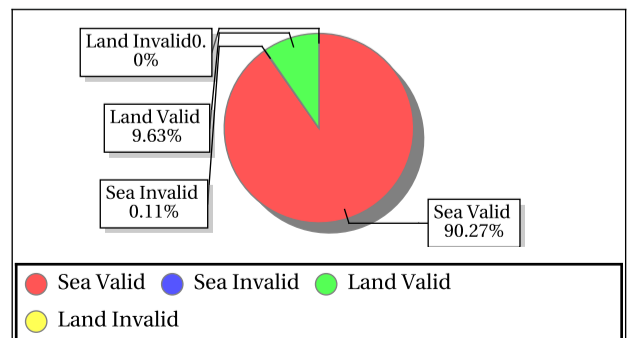 Land Invalid0.
0%
Land Valid
9.63%
Sea Invalid
0.11%
Sea Valid
90.27%
Sea Valid Sea Invalid Land Valid
Land Invalid